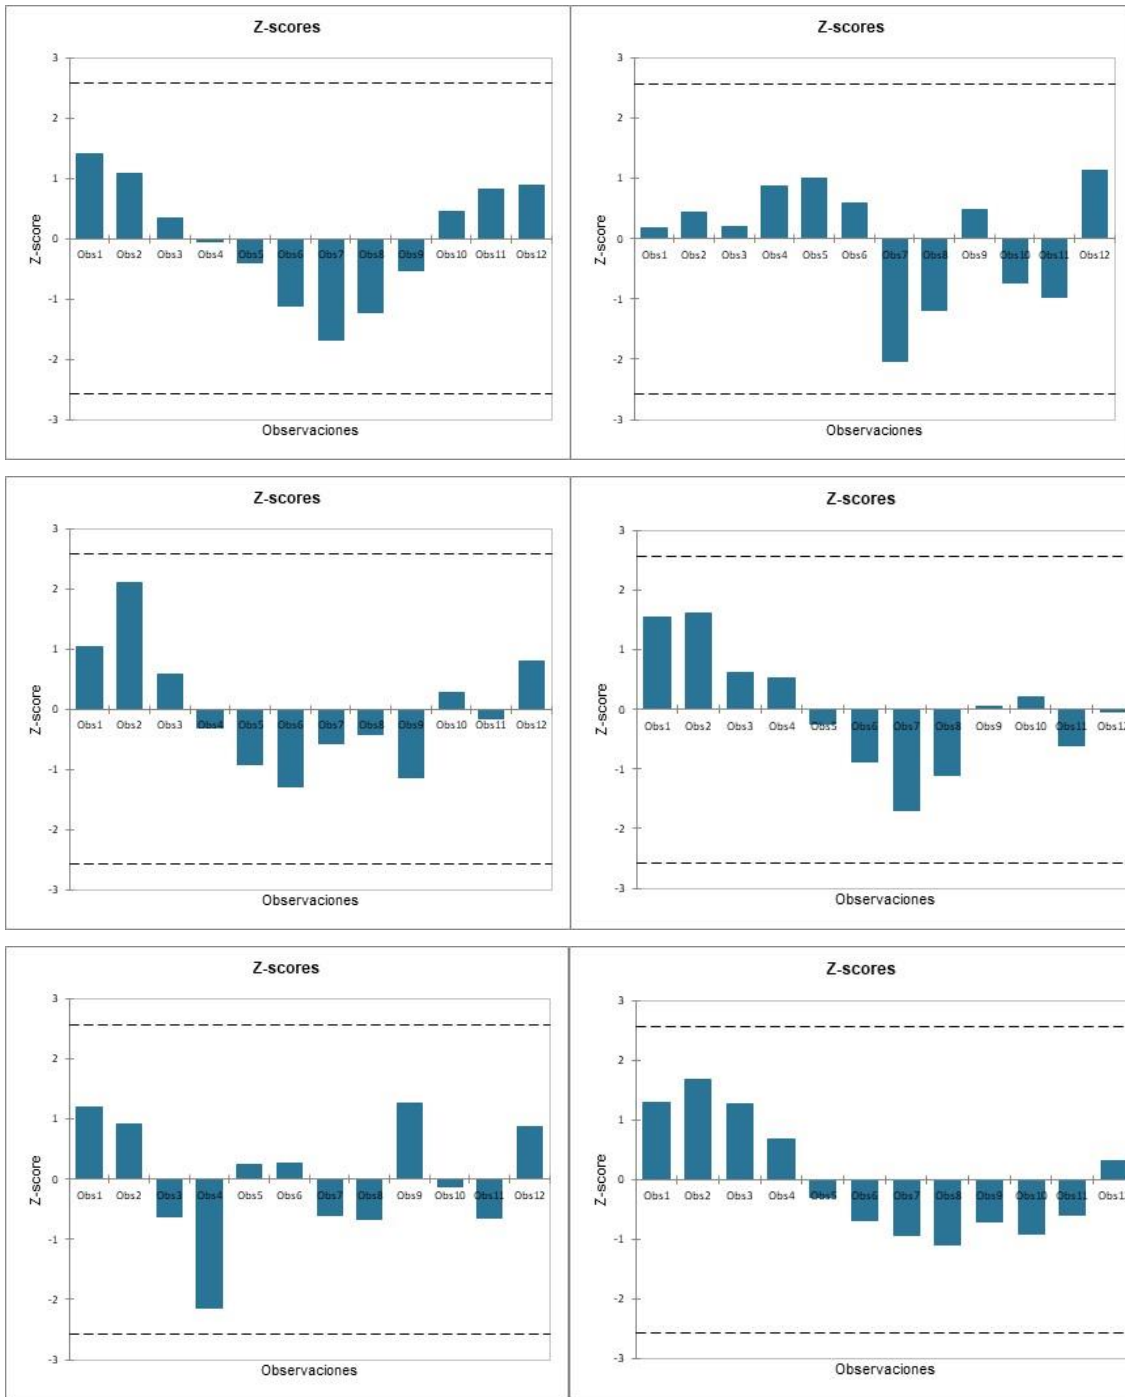 Z-scores
3
2
1
0
-1
-2
-3
Z-score
Obs1 Obs2 Obs3 Obs4 Obs5 Obs6 Obs7 Obs8 Obs9 Obs10 Obs11 Obs12
Observaciones
Z-scores
3
2
1
0
-1
-2
-3
Z-score
Obs1 Obs2 Obs3 Obs4 Obs5 Obs6 Obs7 Obs8 Obs9 Obs10 Obs11 Obs12
Observaciones
Z-scores
3
2
1
0
-1
-2
-3
Z-score
Obs1 Obs2 Obs3 Obs4 Obs5 Obs6 Obs7 Obs8 Obs9 Obs10 Obs11 Obs12
Observaciones
Z-scores
3
2
1
0
-1
-2
-3
Z-score
Obs1 Obs2 Obs3 Obs4 Obs5 Obs6 Obs7 Obs8 Obs9 Obs10 Obs11 Obs12
Observaciones
Z-scores
3
2
1
0
-1
-2
-3
Z-score
Obs1 Obs2 Obs3 Obs4 Obs5 Obs6 Obs7 Obs8 Obs9 Obs10 Obs11 Obs12
Observaciones
Z-scores
3
2
1
0
-1
-2
-3
Z-score
Obs1 Obs2 Obs3 Obs4 Obs5 Obs6 Obs7 Obs8 Obs9 Obs10 Obs11 Obs1
Observaciones